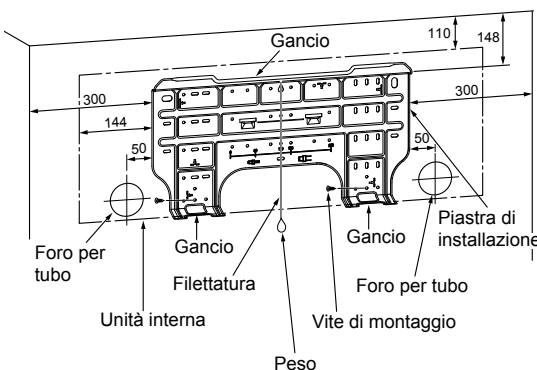 110
148
Gancio
300
300
144
50
50
Foro per
tubo
Gancio
Filettatura
Gancio
Piastra di
installazione
Foro per tubo
Unità interna
Vite di montaggio
Peso